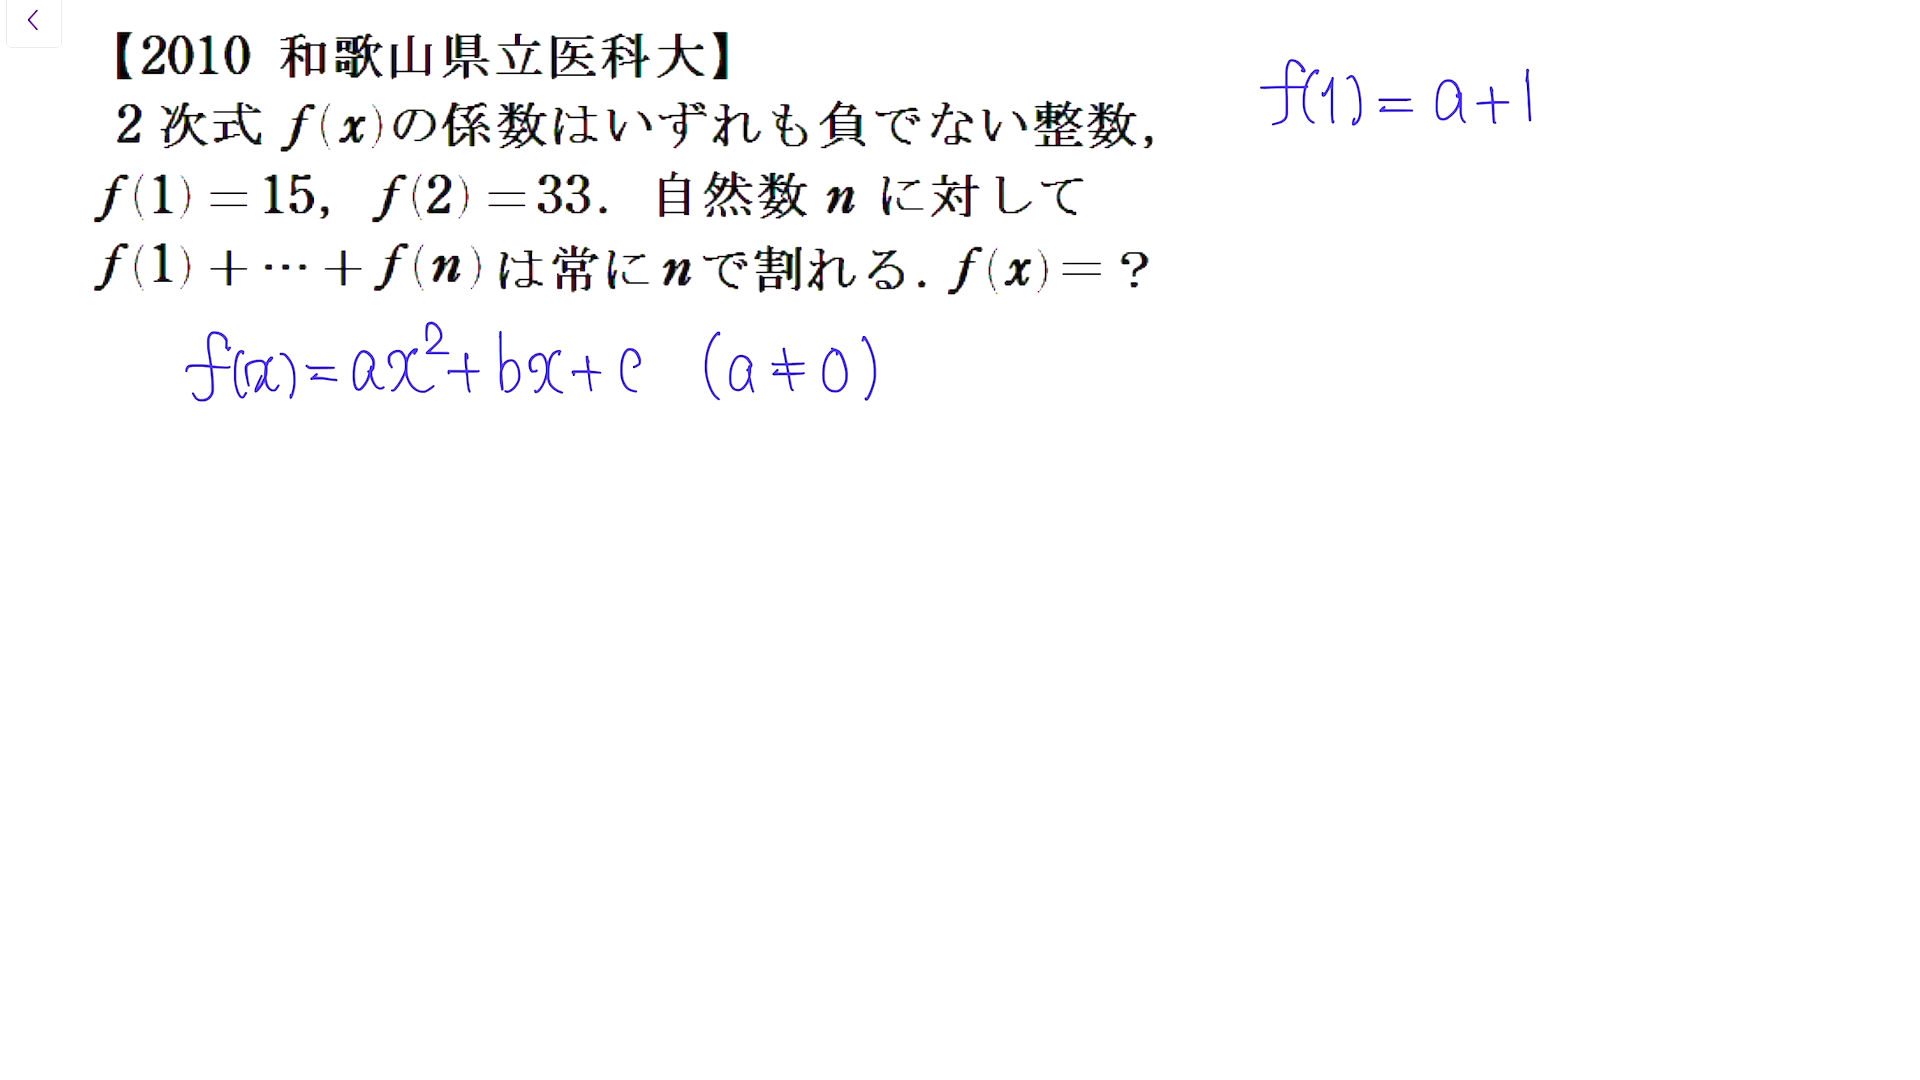 【2010 和歌山県立医科大】
2次式 f(x)の係数はいずれも負でない整数,
f(1)=15, f(2)=33. 自然数 n に対して
f(1)+…+f(n)は常にnで割れる. f(x)=?
f(x)=ax²+bx+c (a≠0)
f(1)=a+1